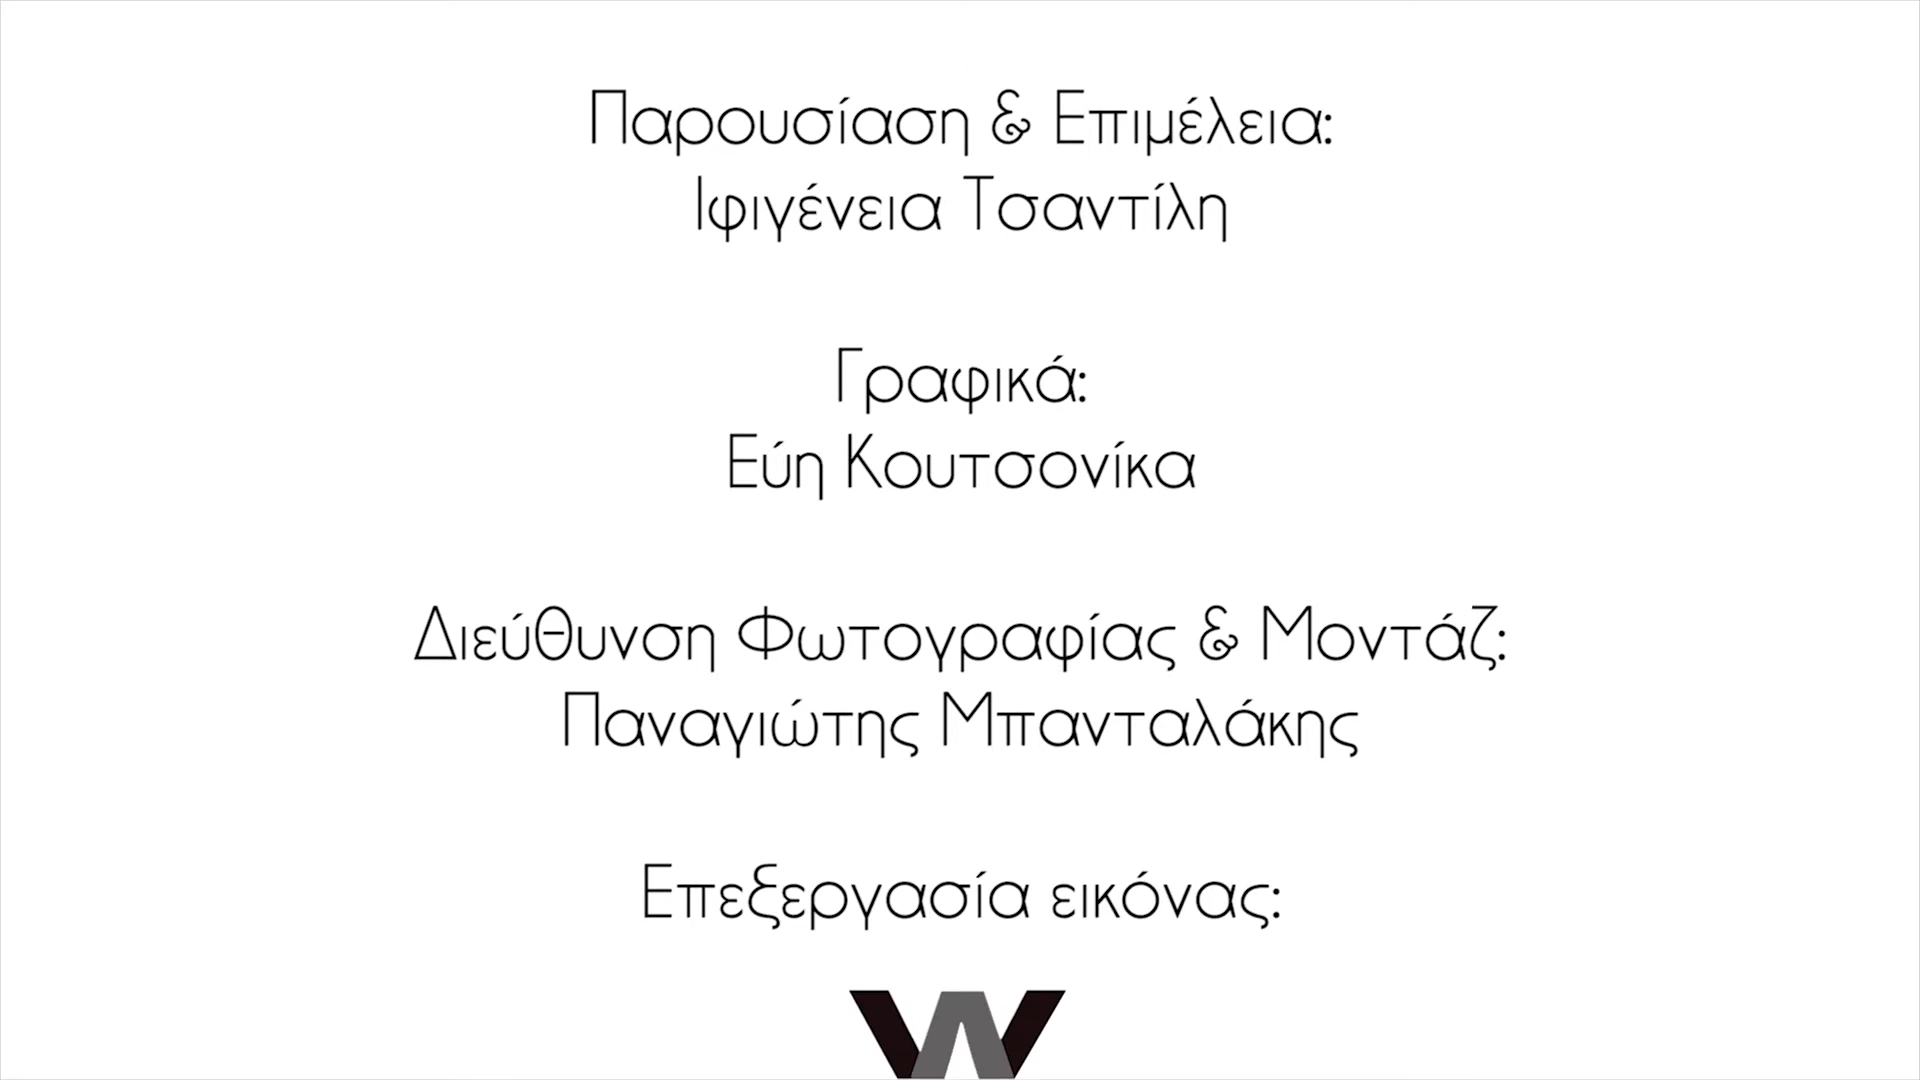 Παρουσίαση & Επιμέλεια:
Ιφιγένεια Τσαντίλη
Γραφικά:
Εύη Κουτσονίκα
Διεύθυνση Φωτογραφίας & Μοντάζ:
Παναγιώτης Μπανταλάκης
Επεξεργασία εικόνας: